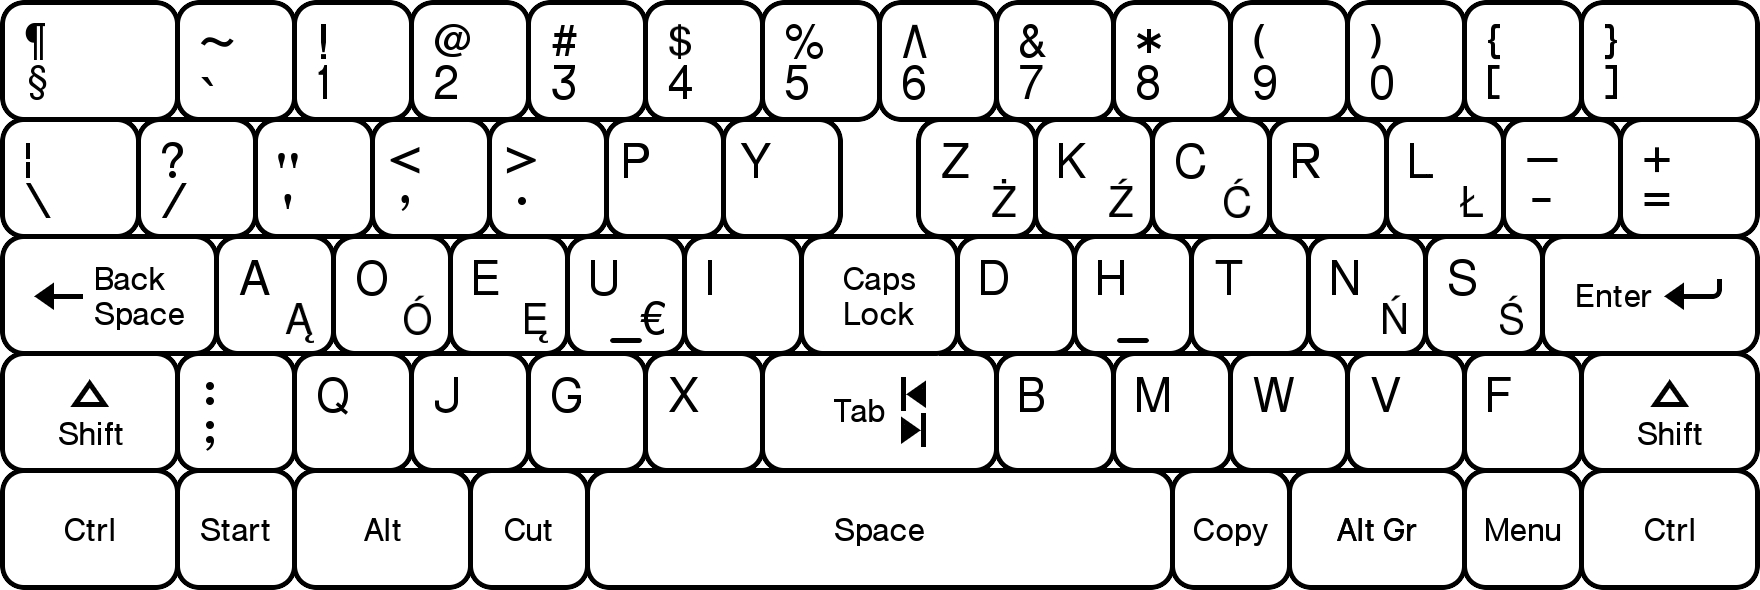 ¶ ~ ! @ # $ % ∧ & * ( ) { }
§ ` 1 2 3 4 5 6 7 8 9 0 [ ]
¦ ? " < > P Y Z K C R L — +
\ / ' , . Ż Ź Ć Ł - =
Back A O E U I Caps D H T N S Enter
Space Ą Ó Ę _€ Lock _ Ń Ś
: Q J G X Tab B M W V F
Shift ; Shift
Ctrl Start Alt Cut Space Copy Alt Gr Menu Ctrl